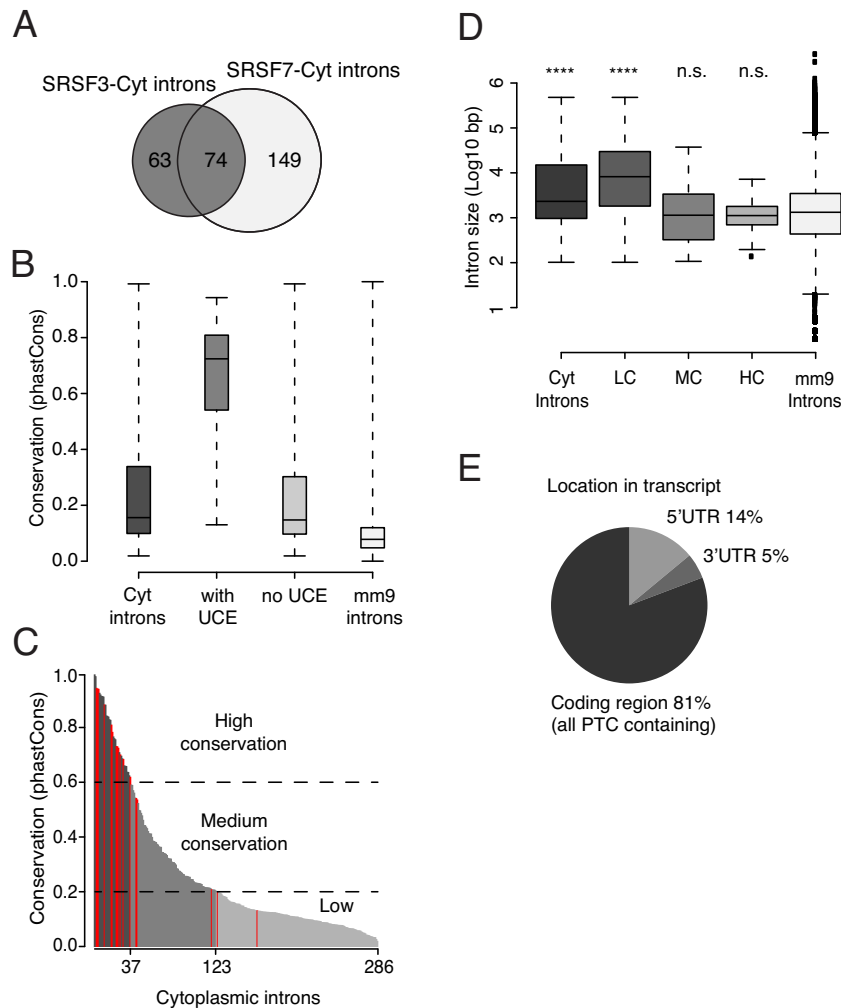 A
SRSF3-Cyt introns
SRSF7-Cyt introns
63
74
149
B
Conservation (phastCons)
1.0
0.8
0.6
0.4
0.2
0.0
Cyt
introns
with
UCE
no UCE
mm9
introns
C
Conservation (phastCons)
1.0
0.8
0.6
0.4
0.2
0.0
High
conservation
Medium
conservation
Low
37
123
286
Cytoplasmic introns
D
Intron size (Log10 bp)
6
5
4
3
2
1
****
****
n.s.
n.s.
Cyt
Introns
LC
MC
HC
mm9
Introns
E
Location in transcript
5'UTR 14%
3'UTR 5%
Coding region 81%
(all PTC containing)